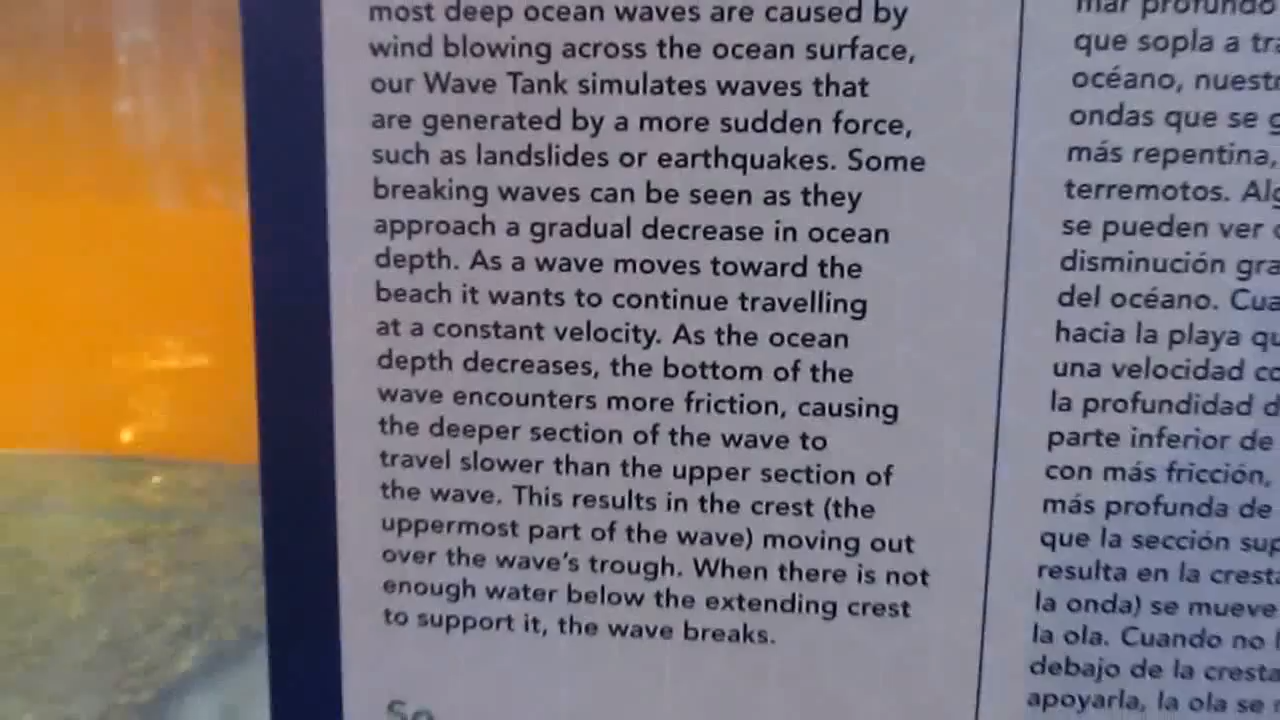 most deep ocean waves are caused by
wind blowing across the ocean surface,
our Wave Tank simulates waves that
are generated by a more sudden force,
such as landslides or earthquakes. Some
breaking waves can be seen as they
approach a gradual decrease in ocean
depth. As a wave moves toward the
beach it wants to continue travelling
at a constant velocity. As the ocean
depth decreases, the bottom of the
wave encounters more friction, causing
the deeper section of the wave to
travel slower than the upper section of
the wave. This results in the crest (the
uppermost part of the wave) moving out
over the wave's trough. When there is not
enough water below the extending crest
to support it, the wave breaks.
So
mar profundo
que sopla a
océano,
ondas que se
más repentina,
terremotos.
se pueden ver
disminución
del océano.
hacia la playa
una velocidad
la profundidad
parte inferior de
con más fricción,
más profunda de
que la sección
resulta en la
la onda) se mueve
la ola. Cuando no
debajo de la
apoyarla, la ola se